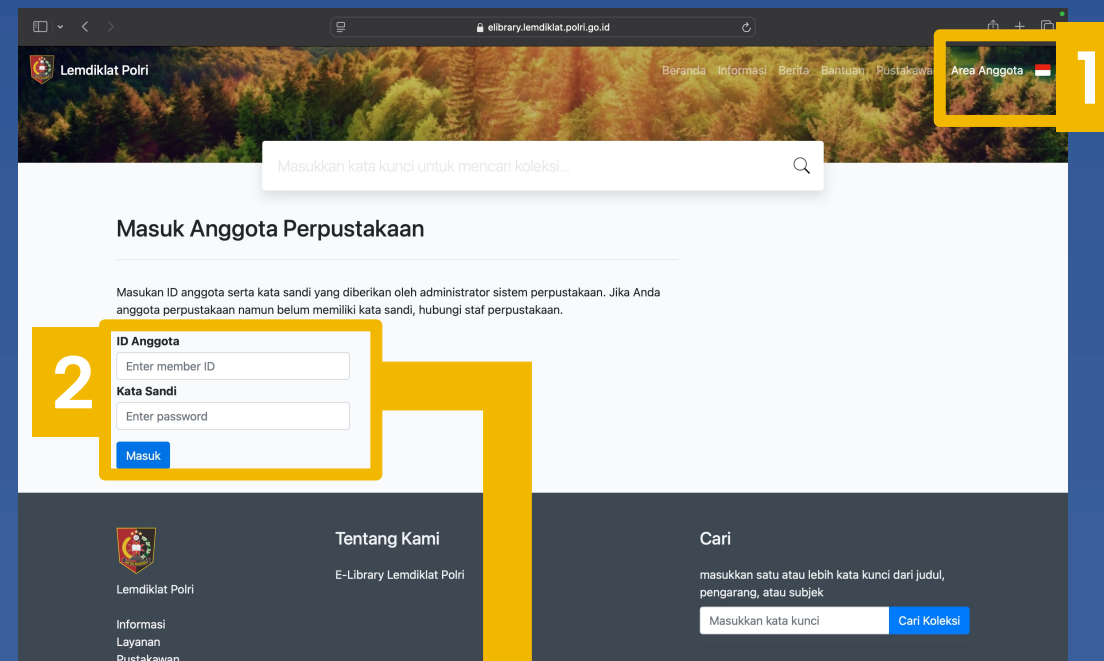 elibrary.lemdiklat.polri.go.id
Lemdiklat Polri
Beranda Informasi Berita Bantuan Pustakawan Area Anggota
1
Masukkan kata kunci untuk mencari koleksi...
Masuk Anggota Perpustakaan
Masukan ID anggota serta kata sandi yang diberikan oleh administrator sistem perpustakaan. Jika Anda
anggota perpustakaan namun belum memiliki kata sandi, hubungi staf perpustakaan.
2
ID Anggota
Enter member ID
Kata Sandi
Enter password
Masuk
Lemdiklat Polri
Informasi
Layanan
Pustakawan
Tentang Kami
E-Library Lemdiklat Polri
Cari
masukkan satu atau lebih kata kunci dari judul,
pengarang, atau subjek
Masukkan kata kunci
Cari Koleksi